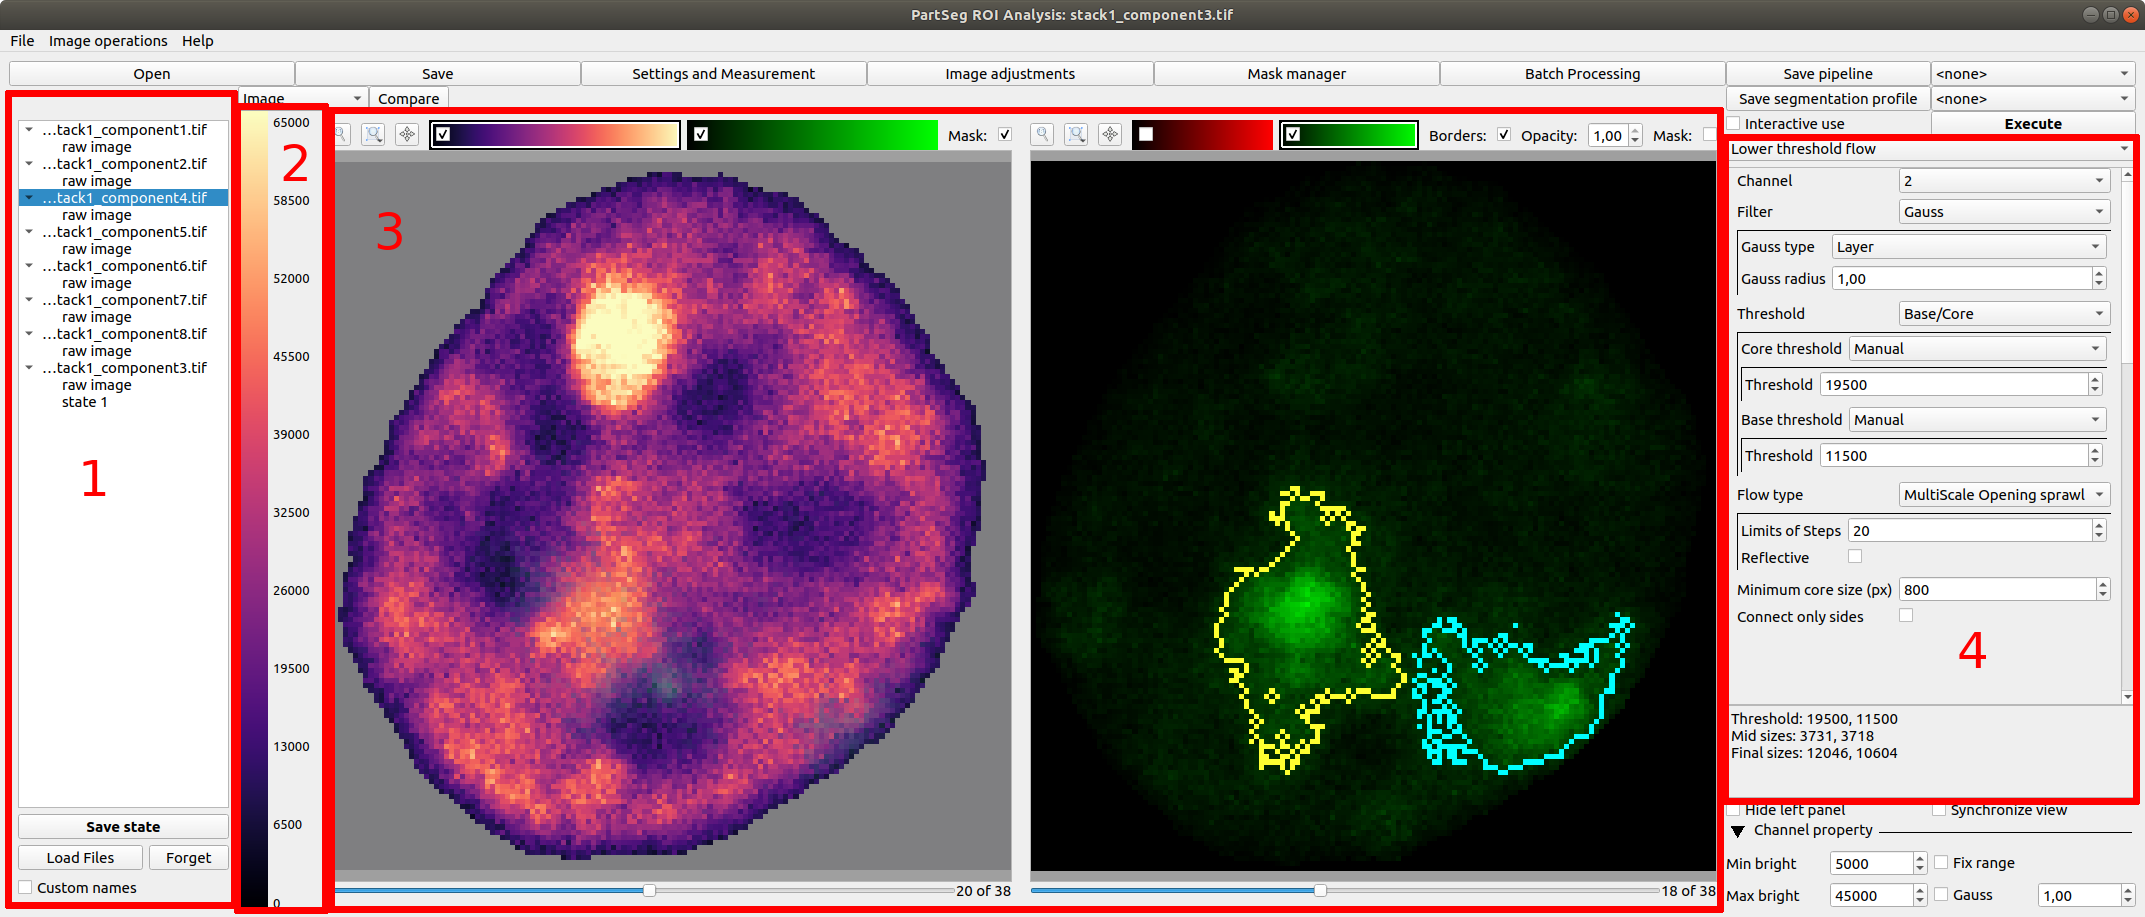 PartSeg ROI Analysis: stack1_component3.tif
File Image operations Help
Open Save Settings and Measurement Image adjustments Mask manager Batch Processing Save pipeline <none>
Image Compare Save segmentation profile <none>
Interactive use Execute
1
...tack1_component1.tif
raw image
...tack1_component2.tif
raw image
...tack1_component4.tif
raw image
...tack1_component5.tif
raw image
...tack1_component6.tif
raw image
...tack1_component7.tif
raw image
...tack1_component8.tif
raw image
...tack1_component3.tif
raw image
state 1
Save state
Load Files Forget
Custom names
2
65000
58500
52000
45500
39000
32500
26000
19500
13000
6500
0
3
Mask:
20 of 38
Borders: Opacity: 1,00 Mask:
18 of 38
Lower threshold flow
Channel 2
Filter Gauss
Gauss type Layer
Gauss radius 1,00
Threshold Base/Core
Core threshold Manual
Threshold 19500
Base threshold Manual
Threshold 11500
Flow type MultiScale Opening sprawl
Limits of Steps 20
Reflective
Minimum core size (px) 800
Connect only sides
4
Threshold: 19500, 11500
Mid sizes: 3731, 3718
Final sizes: 12046, 10604
Hide left panel Synchronize view
Channel property
Min bright 5000 Fix range
Max bright 45000 Gauss 1,00